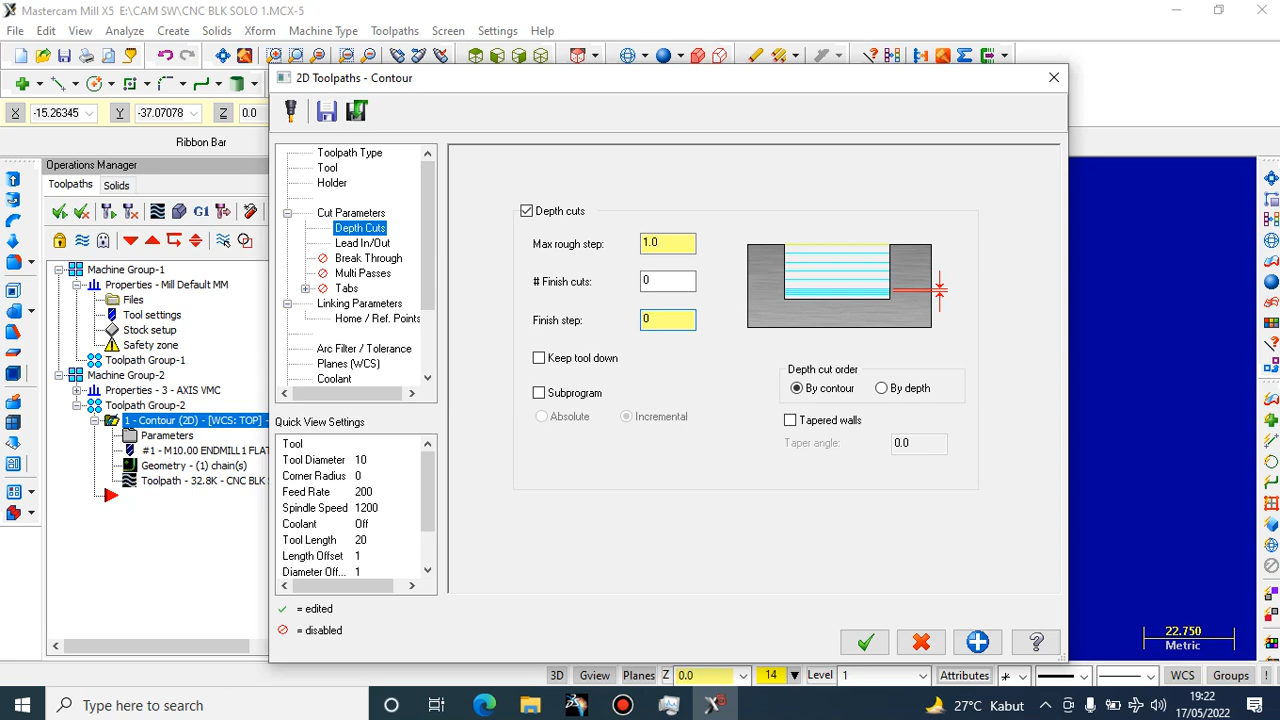 Mastercam Mill X5 E:\CAM SW\CNC BLK SOLO 1.MCX-5
File Edit View Analyze Create Solids Xform Machine Type Toolpaths Screen Settings Help
2D Toolpaths - Contour
X -15.26345 Y -37.07078 Z 0.0
Ribbon Bar
Operations Manager
Toolpaths Solids
G1
Machine Group-1
Properties - Mill Default MM
Files
Tool settings
Stock setup
Safety zone
Toolpath Group-1
Machine Group-2
Properties - 3 - AXIS VMC
Toolpath Group-2
1 - Contour (2D) - [WCS: TOP] -
Parameters
#1 - M10.00 ENDMILL1 FLAT
Geometry - (1) chain(s)
Toolpath - 32.8K - CNC BLK
Toolpath Type
Tool
Holder
Cut Parameters
Depth Cuts
Lead In/Out
Break Through
Multi Passes
Tabs
Linking Parameters
Home / Ref. Points
Arc Filter / Tolerance
Planes (WCS)
Coolant
Quick View Settings
Tool
Tool Diameter 10
Corner Radius 0
Feed Rate 200
Spindle Speed 1200
Coolant Off
Tool Length 20
Length Offset 1
Diameter Off... 1
= edited
= disabled
Depth cuts
Max rough step: 1.0
# Finish cuts: 0
Finish step: 0
Keep tool down
Subprogram
Absolute Incremental
Depth cut order
By contour By depth
Tapered walls
Taper angle: 0.0
22.750
Metric
3D Gview Planes Z 0.0 14 Level 1 Attributes WCS Groups
Type here to search
27°C Kabut
19:22
17/05/2022